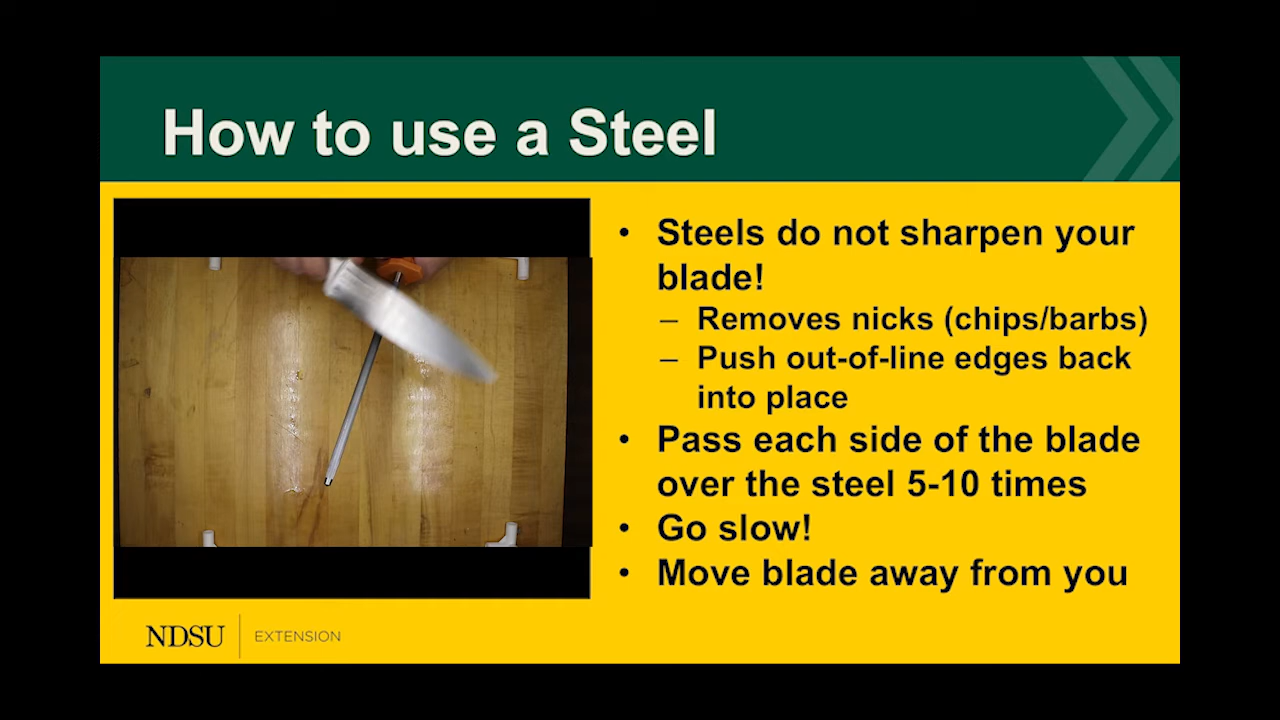 How to use a Steel
• Steels do not sharpen your
blade!
– Removes nicks (chips/barbs)
– Push out-of-line edges back
into place
• Pass each side of the blade
over the steel 5-10 times
• Go slow!
• Move blade away from you
NDSU EXTENSION